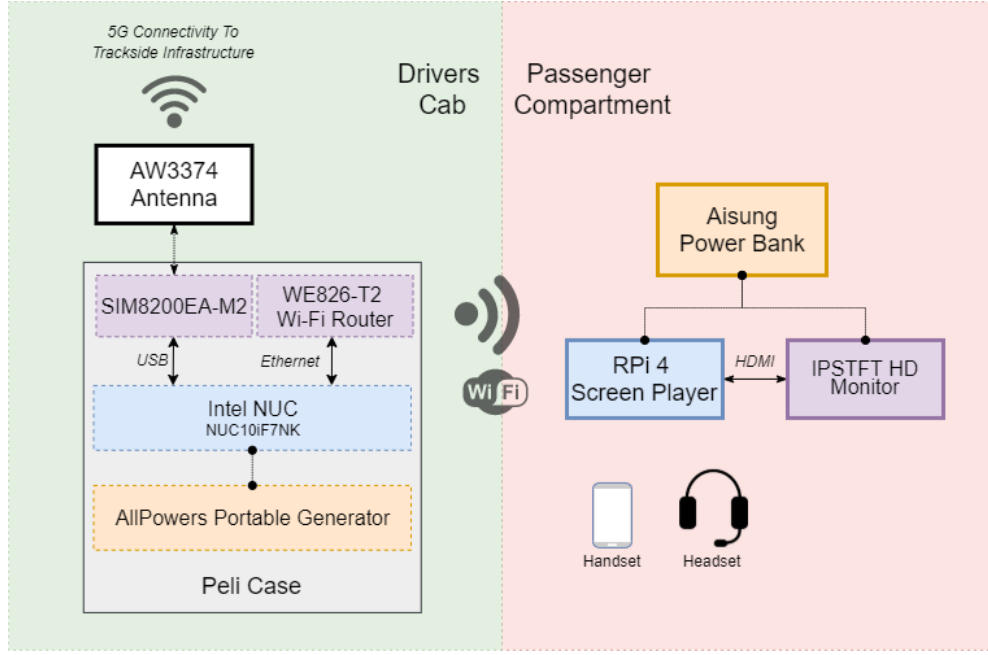 5G Connectivity To
Trackside Infrastructure
Drivers
Cab
Passenger
Compartment
AW3374
Antenna
Aisung
Power Bank
SIM8200EA-M2
WE826-T2
Wi-Fi Router
USB
Ethernet
Wi Fi
RPi 4
Screen Player
HDMI
IPSTFT HD
Monitor
Intel NUC
NUC10iF7NK
AllPowers Portable Generator
Peli Case
Handset
Headset